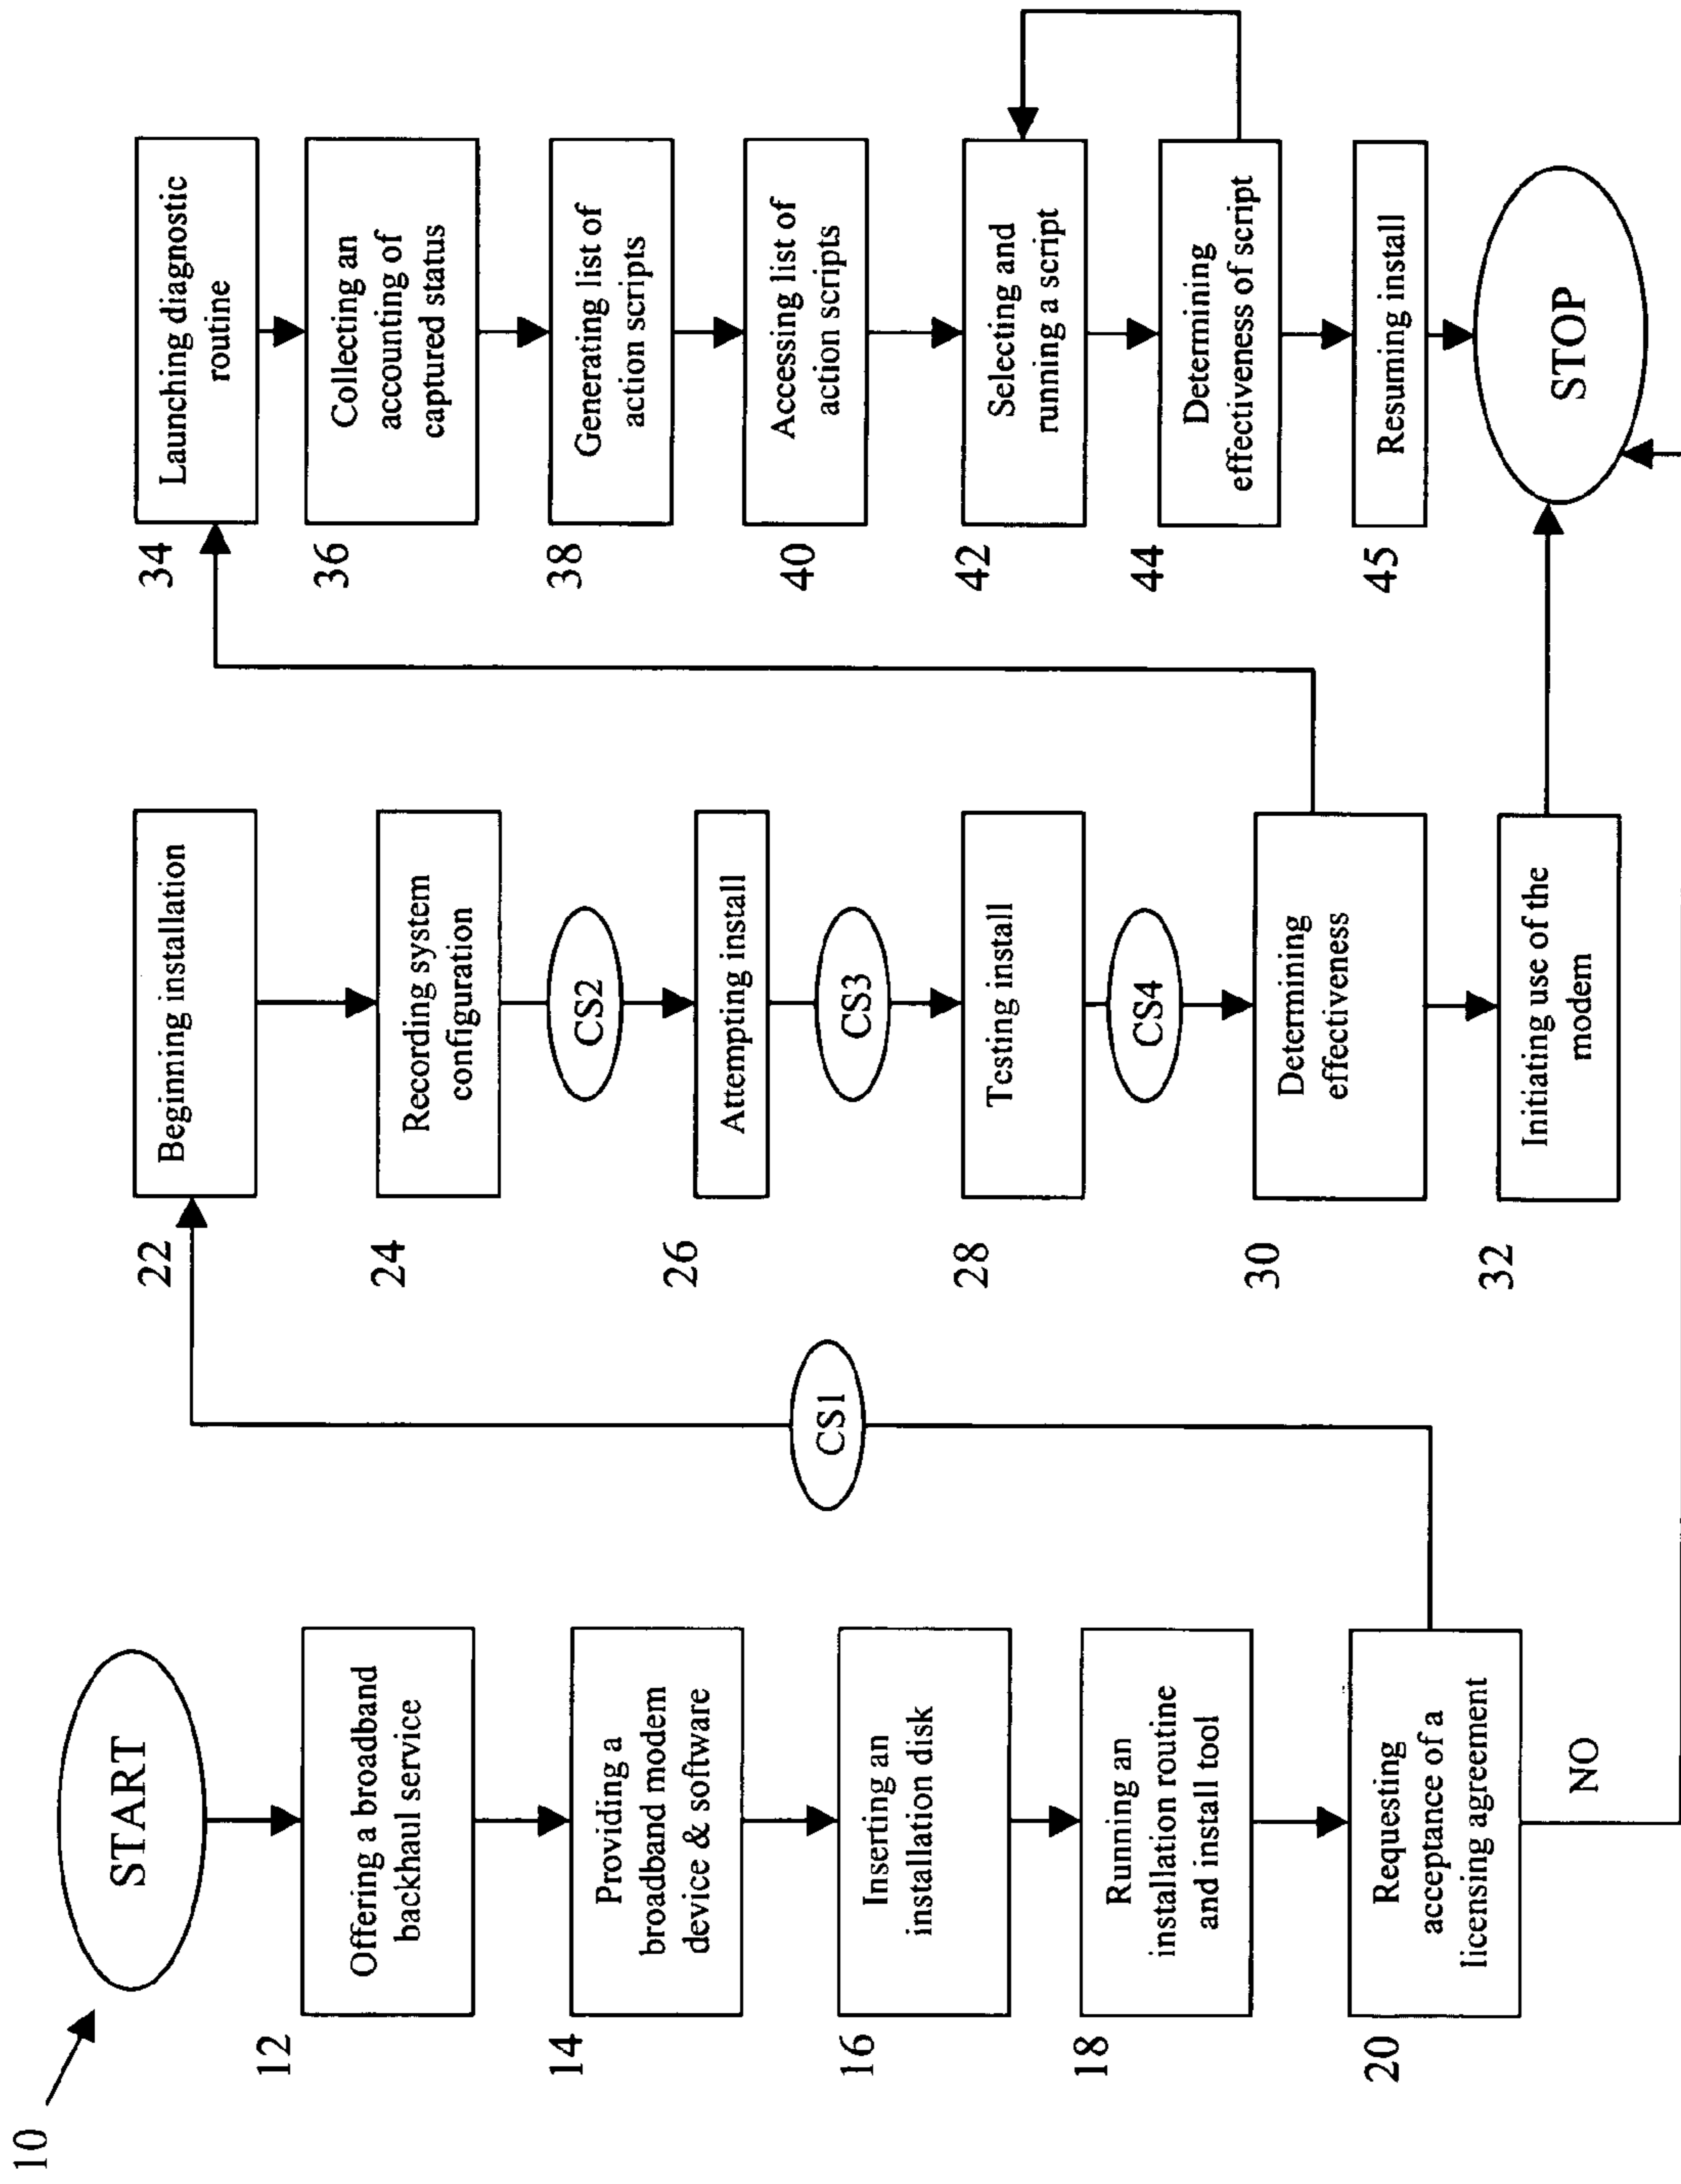 10
START
12
Offering a broadband
backhaul service
14
Providing a
broadband modem
device & software
16
Inserting an
installation disk
18
Running an
installation routine
and install tool
20
Requesting
acceptance of a
licensing agreement
NO
CS1
22
Beginning installation
24
Recording system
configuration
CS2
26
Attempting install
CS3
28
Testing install
CS4
30
Determining
effectiveness
32
Initiating use of the
modem
34
Launching diagnostic
routine
36
Collecting an
accounting of
captured status
38
Generating list of
action scripts
40
Accessing list of
action scripts
42
Selecting and
running a script
44
Determining
effectiveness of script
45
Resuming install
STOP